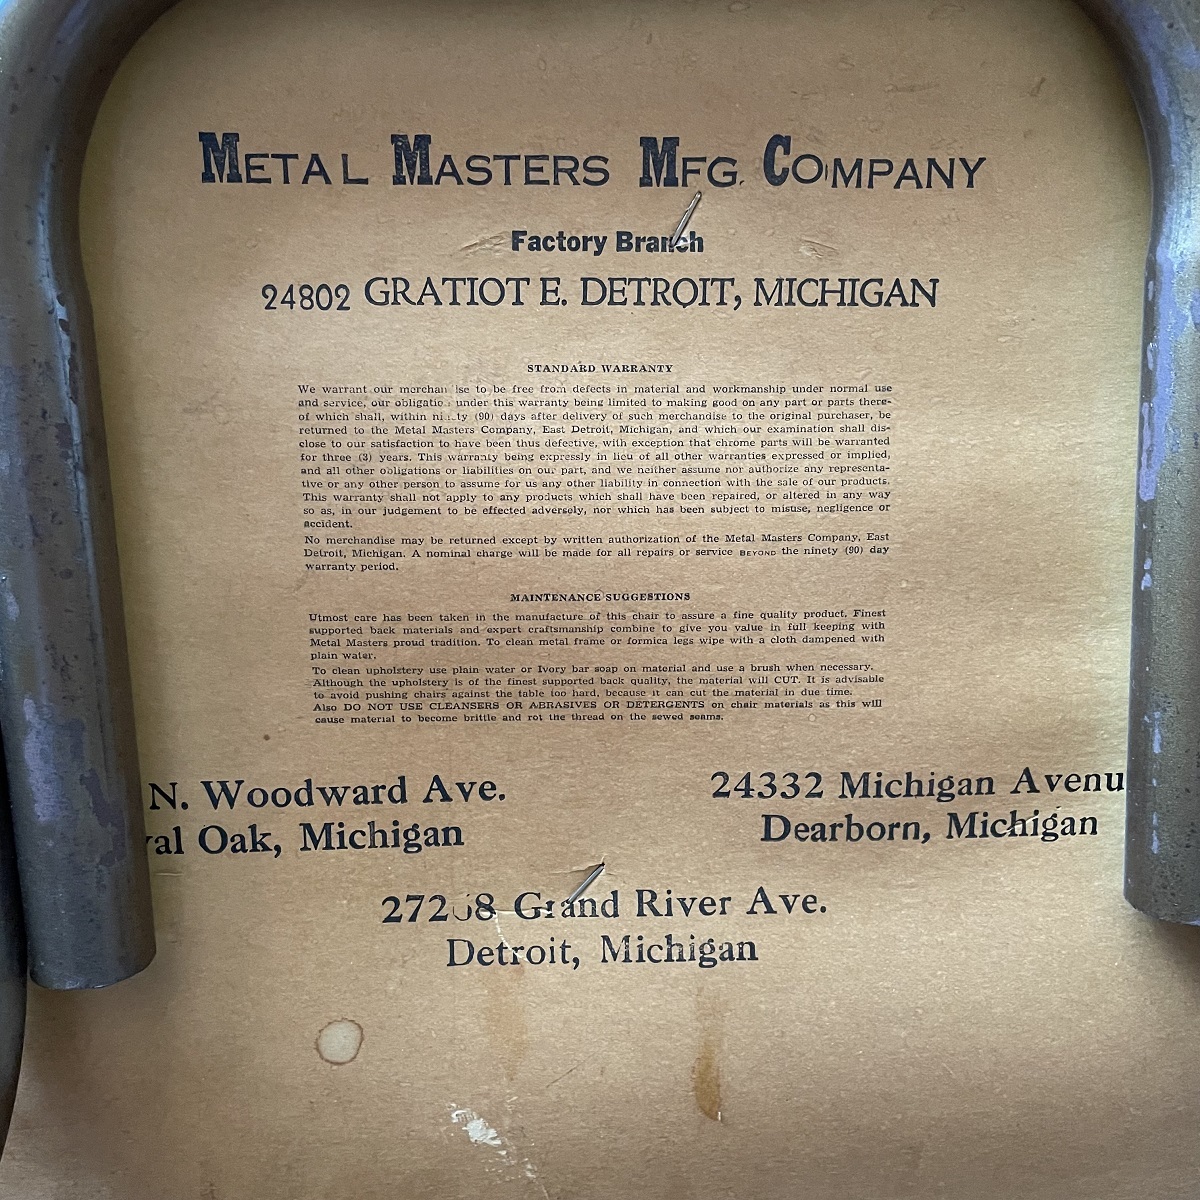 METAL MASTERS MFG. COMPANY
Factory Branch
24802 GRATIOT E. DETROIT, MICHIGAN
STANDARD WARRANTY
We warrant our merchandise to be free from defects in material and workmanship under normal use
and service, our obligation under this warranty being limited to making good on any part or parts there-
of which shall, within ninety (90) days after delivery of such merchandise to the original purchaser, be
returned to the Metal Masters Company, East Detroit, Michigan, and which our examination shall dis-
close to our satisfaction to have been thus defective, with exception that chrome parts will be warranted
for three (3) years. This warranty being expressly in lieu of all other warranties expressed or implied,
and all other obligations or liabilities on our part, and we neither assume nor authorize any representa-
tive or any other person to assume for us any other liability in connection with the sale of our products.
This warranty shall not apply to any products which shall have been repaired, or altered in any way
so as, in our judgement to be effected adversely, nor which has been subject to misuse, negligence or
accident.
No merchandise may be returned except by written authorization of the Metal Masters Company, East
Detroit, Michigan. A nominal charge will be made for all repairs or service BEYOND the ninety (90) day
warranty period.
MAINTENANCE SUGGESTIONS
Utmost care has been taken in the manufacture of this chair to assure a fine quality product. Finest
supported back materials and expert craftsmanship combine to give you value in full keeping with
Metal Masters proud tradition. To clean metal frame or formica legs wipe with a cloth dampened with
plain water.
To clean upholstery use plain water or Ivory bar soap on material and use a brush when necessary.
Although the upholstery is of the finest supported back quality, the material will CUT. It is advisable
to avoid pushing chairs against the table too hard, because it can cut the material in due time.
Also DO NOT USE CLEANSERS OR ABRASIVES OR DETERGENTS on chair materials as this will
cause material to become brittle and rot the thread on the sewed seams.
N. Woodward Ave.
al Oak, Michigan
24332 Michigan Avenu
Dearborn, Michigan
Grand River Ave.
Detroit, Michigan